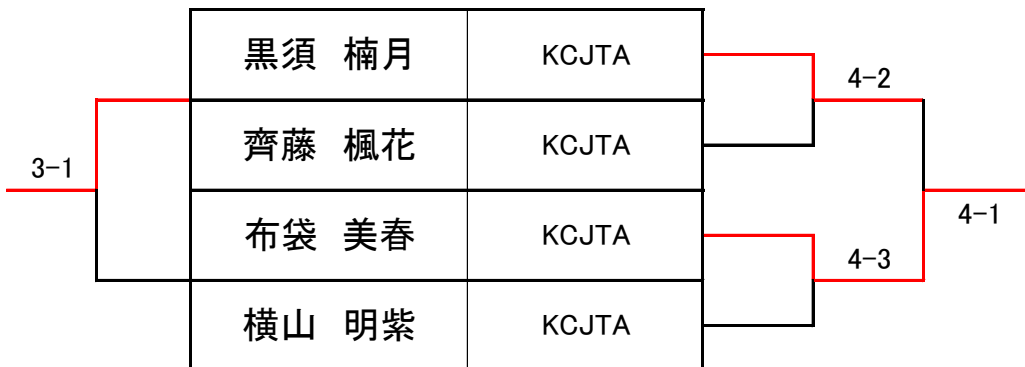 黒須 楠月 KCJTA
4-2
齊藤 楓花 KCJTA
3-1
布袋 美春 KCJTA
4-1
4-3
横山 明紫 KCJTA